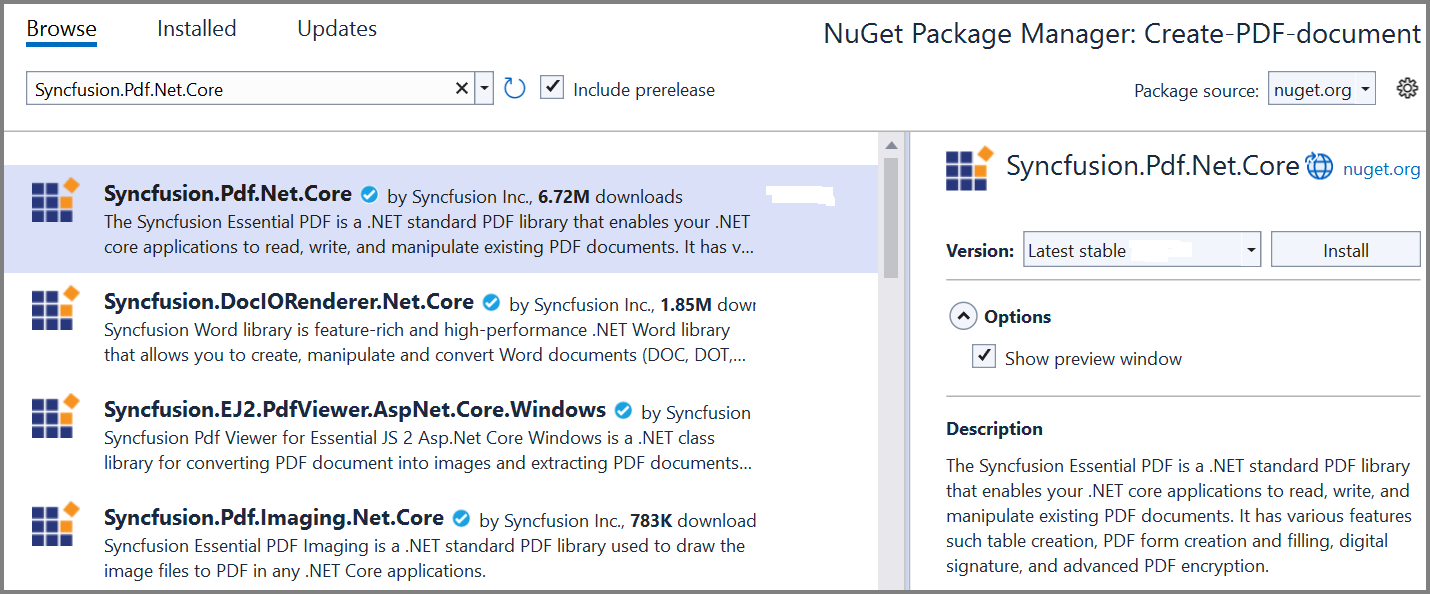 Browse Installed Updates
NuGet Package Manager: Create-PDF-document
Syncfusion.Pdf.Net.Core
Include prerelease
Package source: nuget.org
Syncfusion.Pdf.Net.Core by Syncfusion Inc., 6.72M downloads
The Syncfusion Essential PDF is a .NET standard PDF library that enables your .NET
core applications to read, write, and manipulate existing PDF documents. It has v...
Syncfusion.DocIORenderer.Net.Core by Syncfusion Inc., 1.85M
Syncfusion Word library is feature-rich and high-performance .NET Word library
that allows you to create, manipulate and convert Word documents (DOC, DOT,...
Syncfusion.EJ2.PdfViewer.AspNet.Core.Windows by Syncfusion
Syncfusion Pdf Viewer for Essential JS 2 Asp.Net Core Windows is a .NET class
library for converting PDF document into images and extracting PDF documents...
Syncfusion.Pdf.Imaging.Net.Core by Syncfusion Inc., 783K download
Syncfusion Essential PDF Imaging is a .NET standard PDF library used to draw the
image files to PDF in any .NET Core applications.
Syncfusion.Pdf.Net.Core nuget.org
Version: Latest stable Install
Options
Show preview window
Description
The Syncfusion Essential PDF is a .NET standard PDF library
that enables your .NET core applications to read, write, and
manipulate existing PDF documents. It has various features
such table creation, PDF form creation and filling, digital
signature, and advanced PDF encryption.